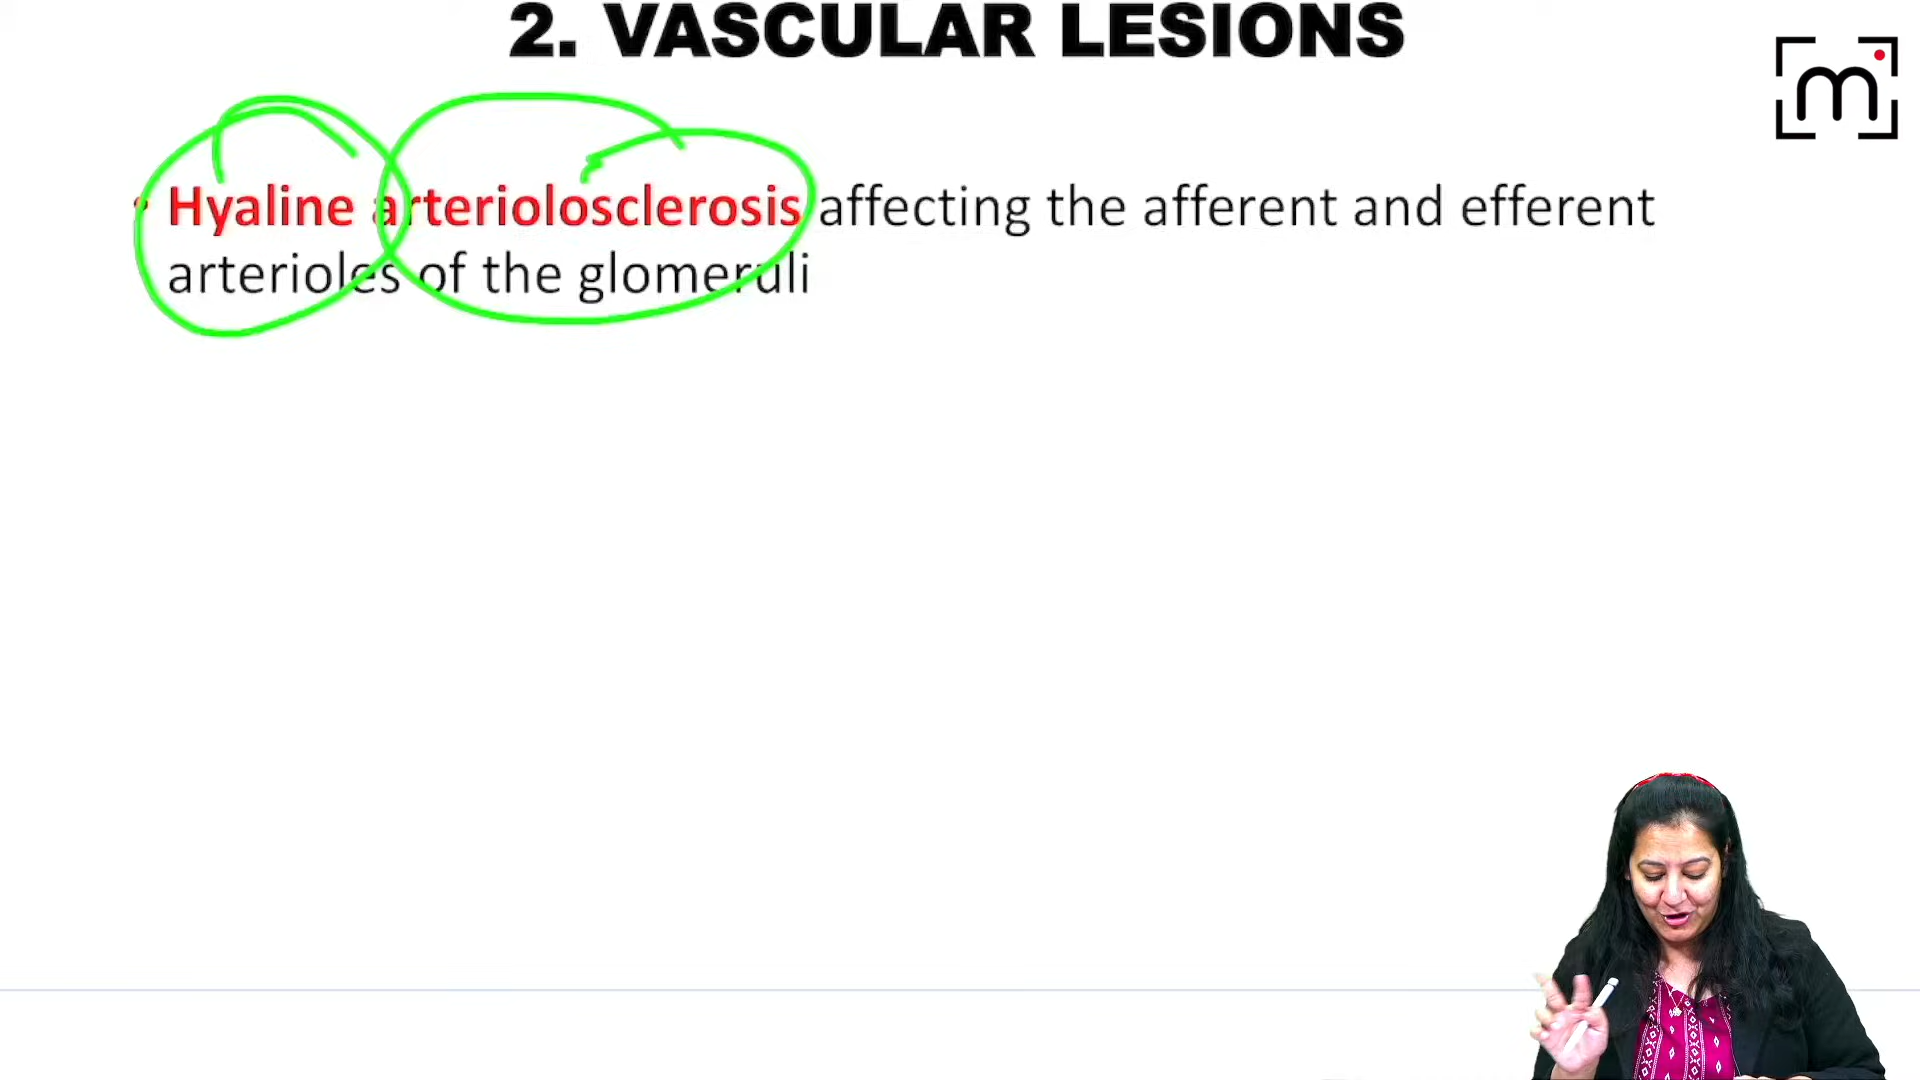 2. VASCULAR LESIONS
m
• Hyaline arteriolosclerosis affecting the afferent and efferent
arterioles of the glomeruli